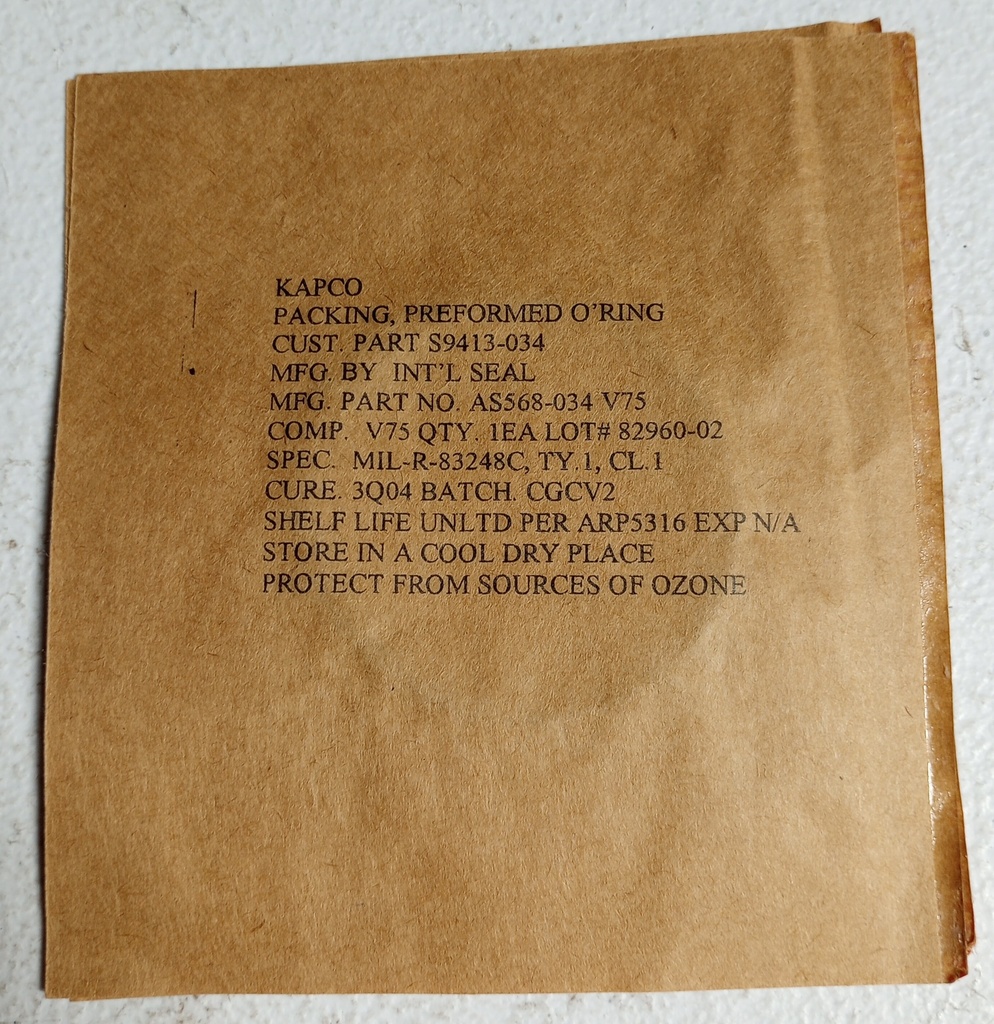 KAPCO
PACKING, PREFORMED O'RING
CUST. PART S9413-034
MFG. BY INT'L SEAL
MFG. PART NO. AS568-034 V75
COMP. V75 QTY. 1EA LOT# 82960-02
SPEC. MIL-R-83248C, TY.1, CL.1
CURE. 3Q04 BATCH. CGCV2
SHELF LIFE UNLTD PER ARP5316 EXP N/A
STORE IN A COOL DRY PLACE
PROTECT FROM SOURCES OF OZONE